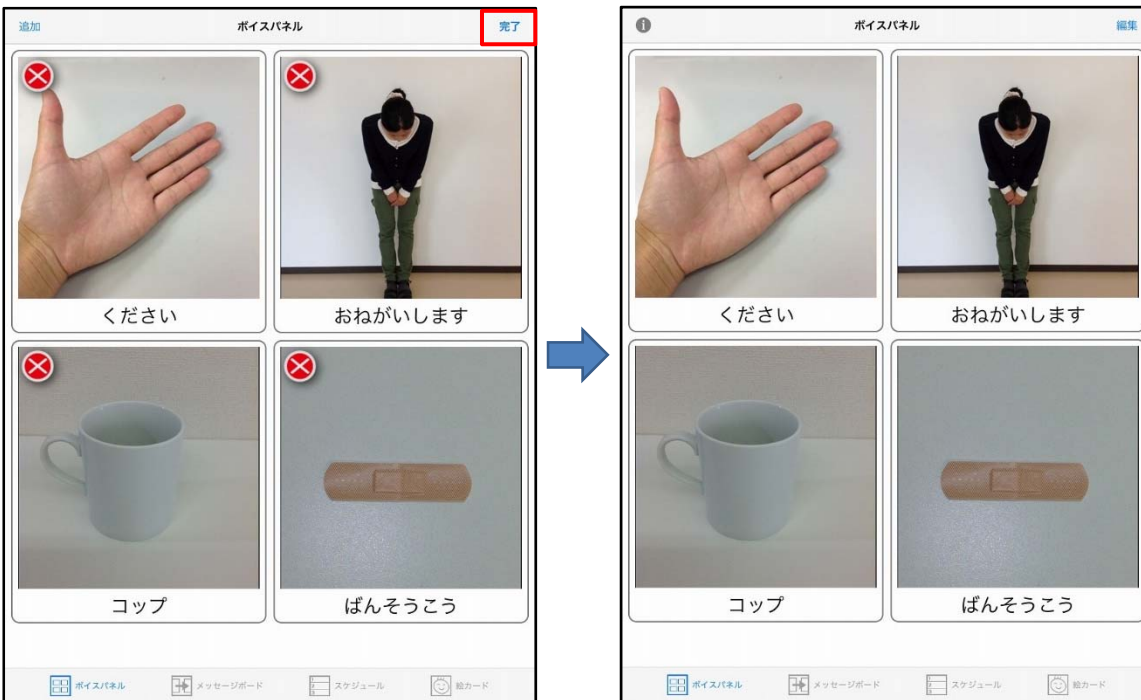 追加 ボイスパネル 完了
ください おねがいします
コップ ばんそうこう
ボイスパネル メッセージボード スケジュール 絵カード
ボイスパネル 編集
ください おねがいします
コップ ばんそうこう
ボイスパネル メッセージボード スケジュール 絵カード